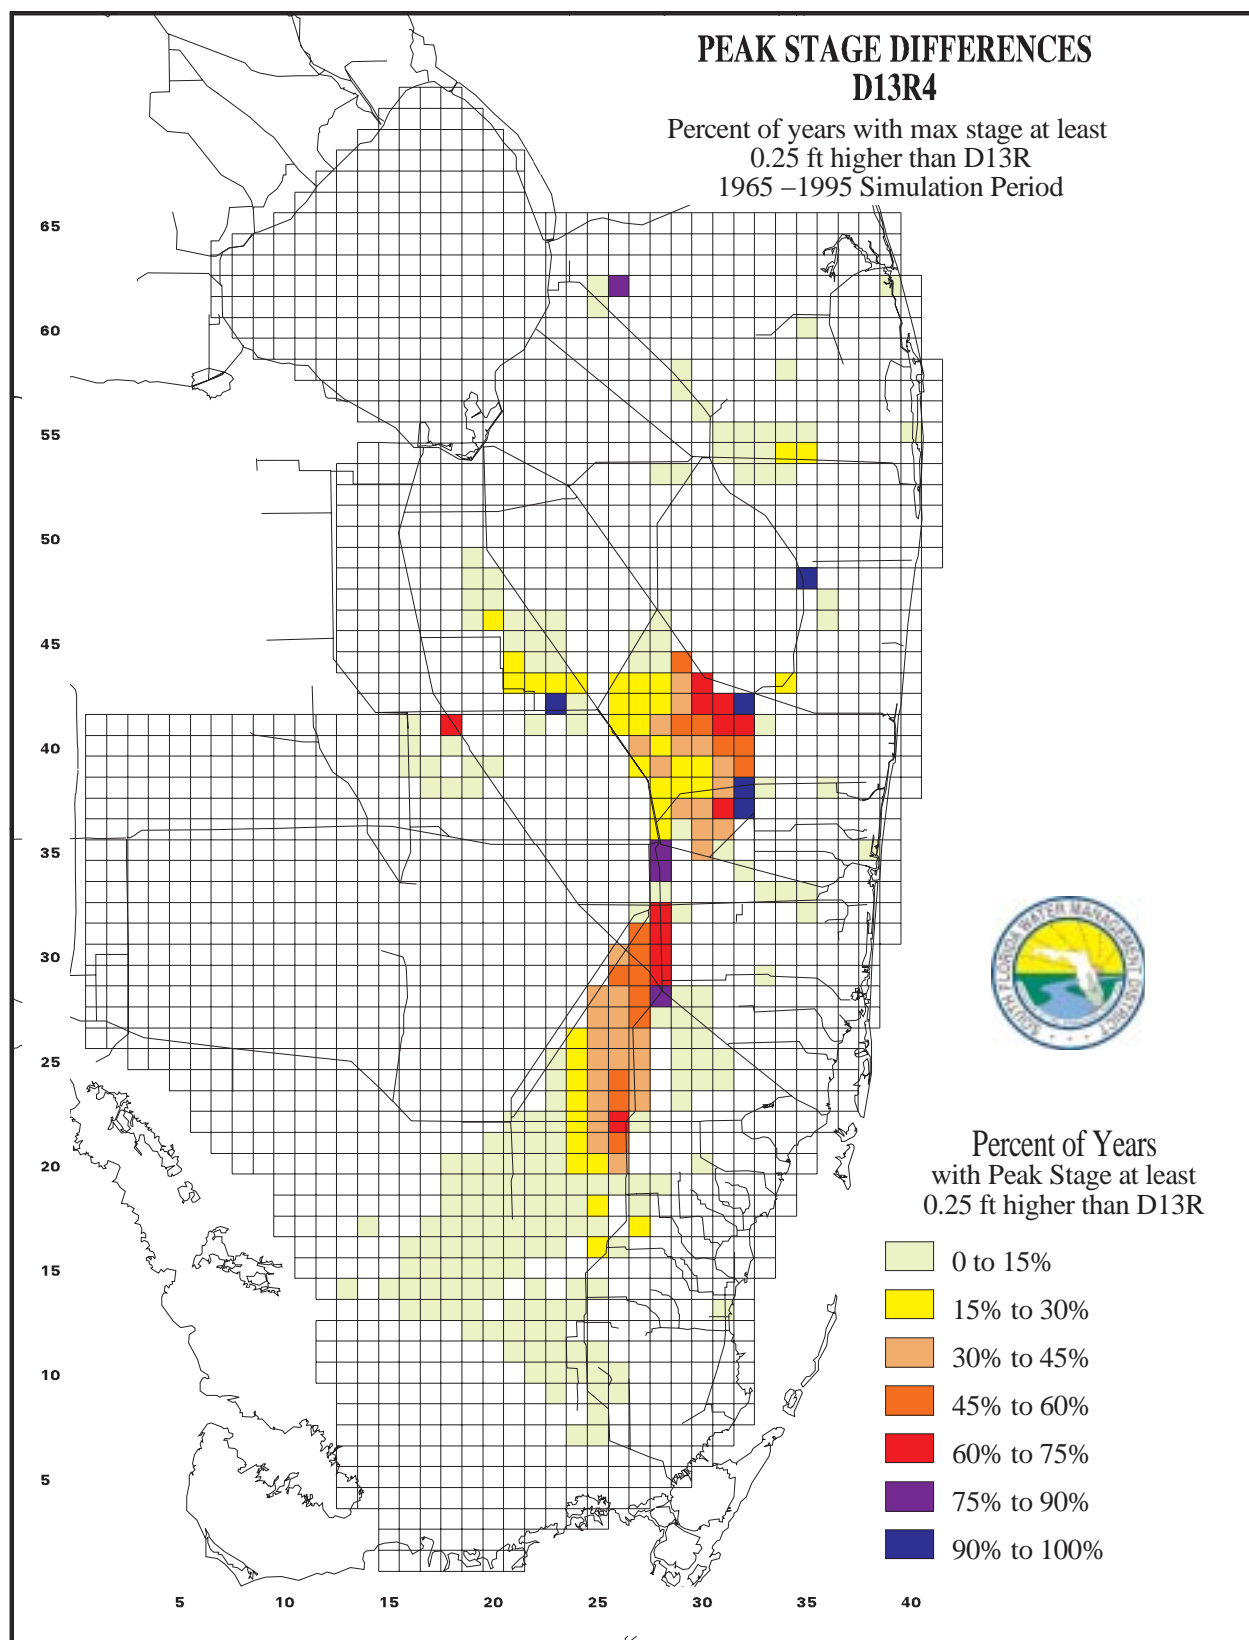 PEAK STAGE DIFFERENCES
D13R4
Percent of years with max stage at least
0.25 ft higher than D13R
1965 –1995 Simulation Period
65
60
55
50
45
40
35
30
25
20
15
10
5
5 10 15 20 25 30 35 40
SOUTH FLORIDA WATER MANAGEMENT DISTRICT
Percent of Years
with Peak Stage at least
0.25 ft higher than D13R
0 to 15%
15% to 30%
30% to 45%
45% to 60%
60% to 75%
75% to 90%
90% to 100%
“